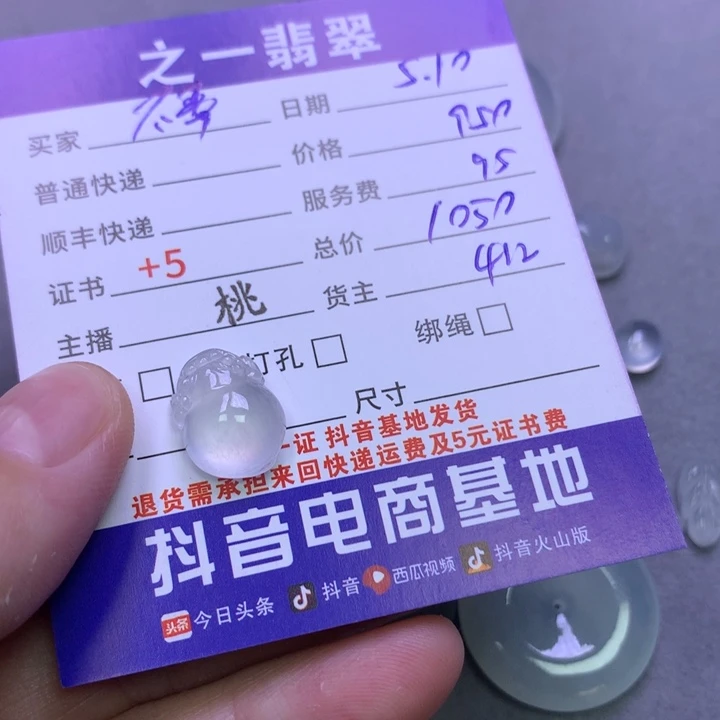 之一翡翠
买家 日期 5.10
普通快递 价格 950
顺丰快递 服务费 95
证书 +5 总价 1050
主播 桃 货主 412
打孔 绑绳
尺寸
一证 抖音基地发货
退货需承担来回快递运费及5元证书费
抖音电商基地
头条 今日头条 抖音 西瓜视频 抖音火山版